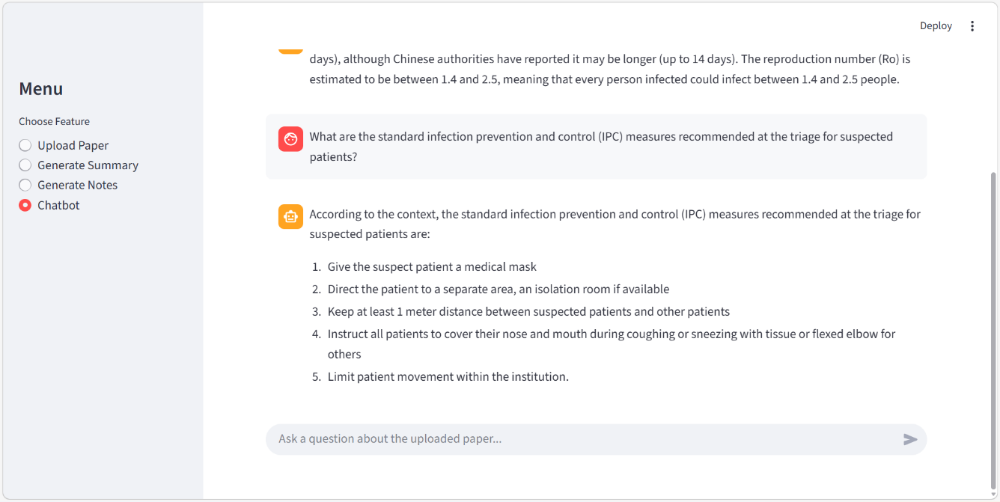 Deploy
Menu
Choose Feature
Upload Paper
Generate Summary
Generate Notes
Chatbot
days), although Chinese authorities have reported it may be longer (up to 14 days). The reproduction number (Ro) is
estimated to be between 1.4 and 2.5, meaning that every person infected could infect between 1.4 and 2.5 people.
What are the standard infection prevention and control (IPC) measures recommended at the triage for suspected
patients?
According to the context, the standard infection prevention and control (IPC) measures recommended at the triage for
suspected patients are:
1. Give the suspect patient a medical mask
2. Direct the patient to a separate area, an isolation room if available
3. Keep at least 1 meter distance between suspected patients and other patients
4. Instruct all patients to cover their nose and mouth during coughing or sneezing with tissue or flexed elbow for
others
5. Limit patient movement within the institution.
Ask a question about the uploaded paper...